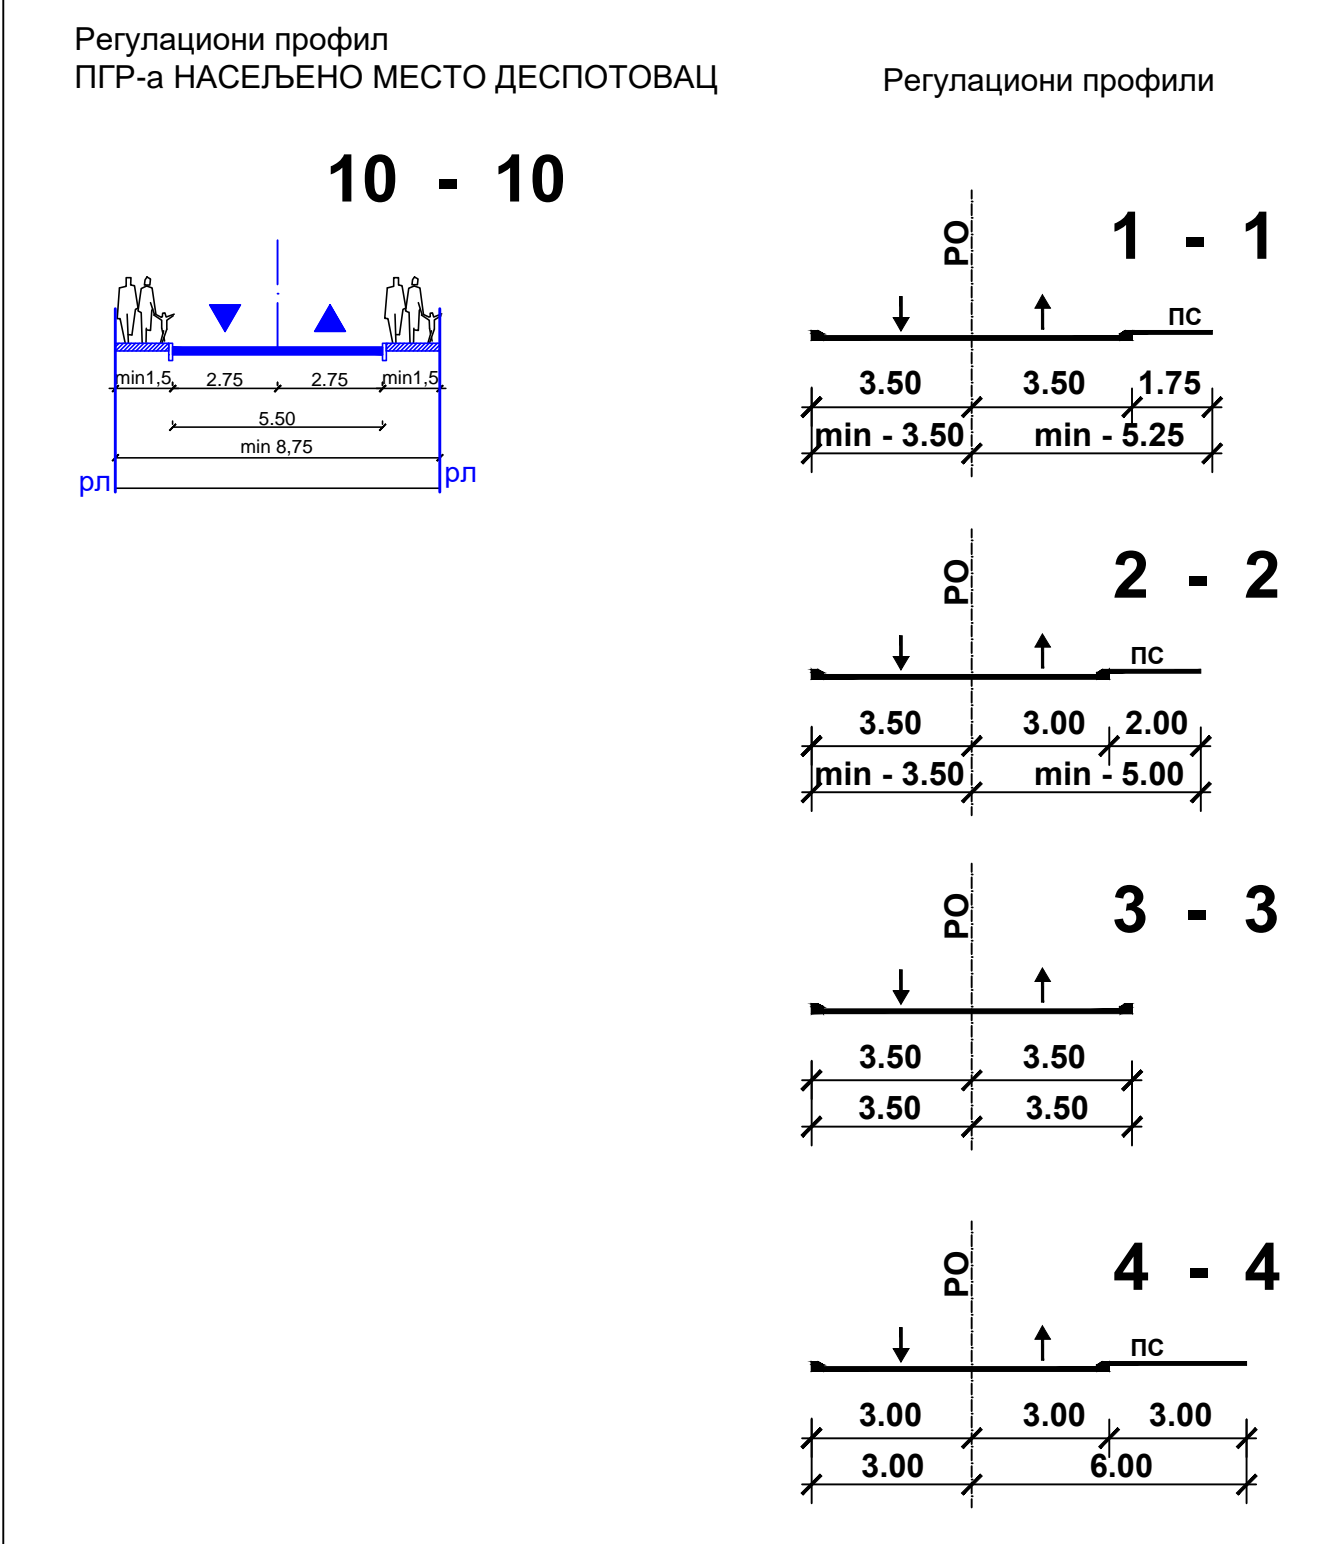 Регулациони профил
ПГР-а НАСЕЉЕНО МЕСТО ДЕСПОТОВАЦ
10 - 10
min1,5 2.75 2.75 min1,5
5.50
min 8,75
рл рл
Регулациони профили
1 - 1
РО
ПС
3.50 3.50 1.75
min - 3.50 min - 5.25
2 - 2
РО
ПС
3.50 3.00 2.00
min - 3.50 min - 5.00
3 - 3
РО
3.50 3.50
3.50 3.50
4 - 4
РО
ПС
3.00 3.00 3.00
3.00 6.00